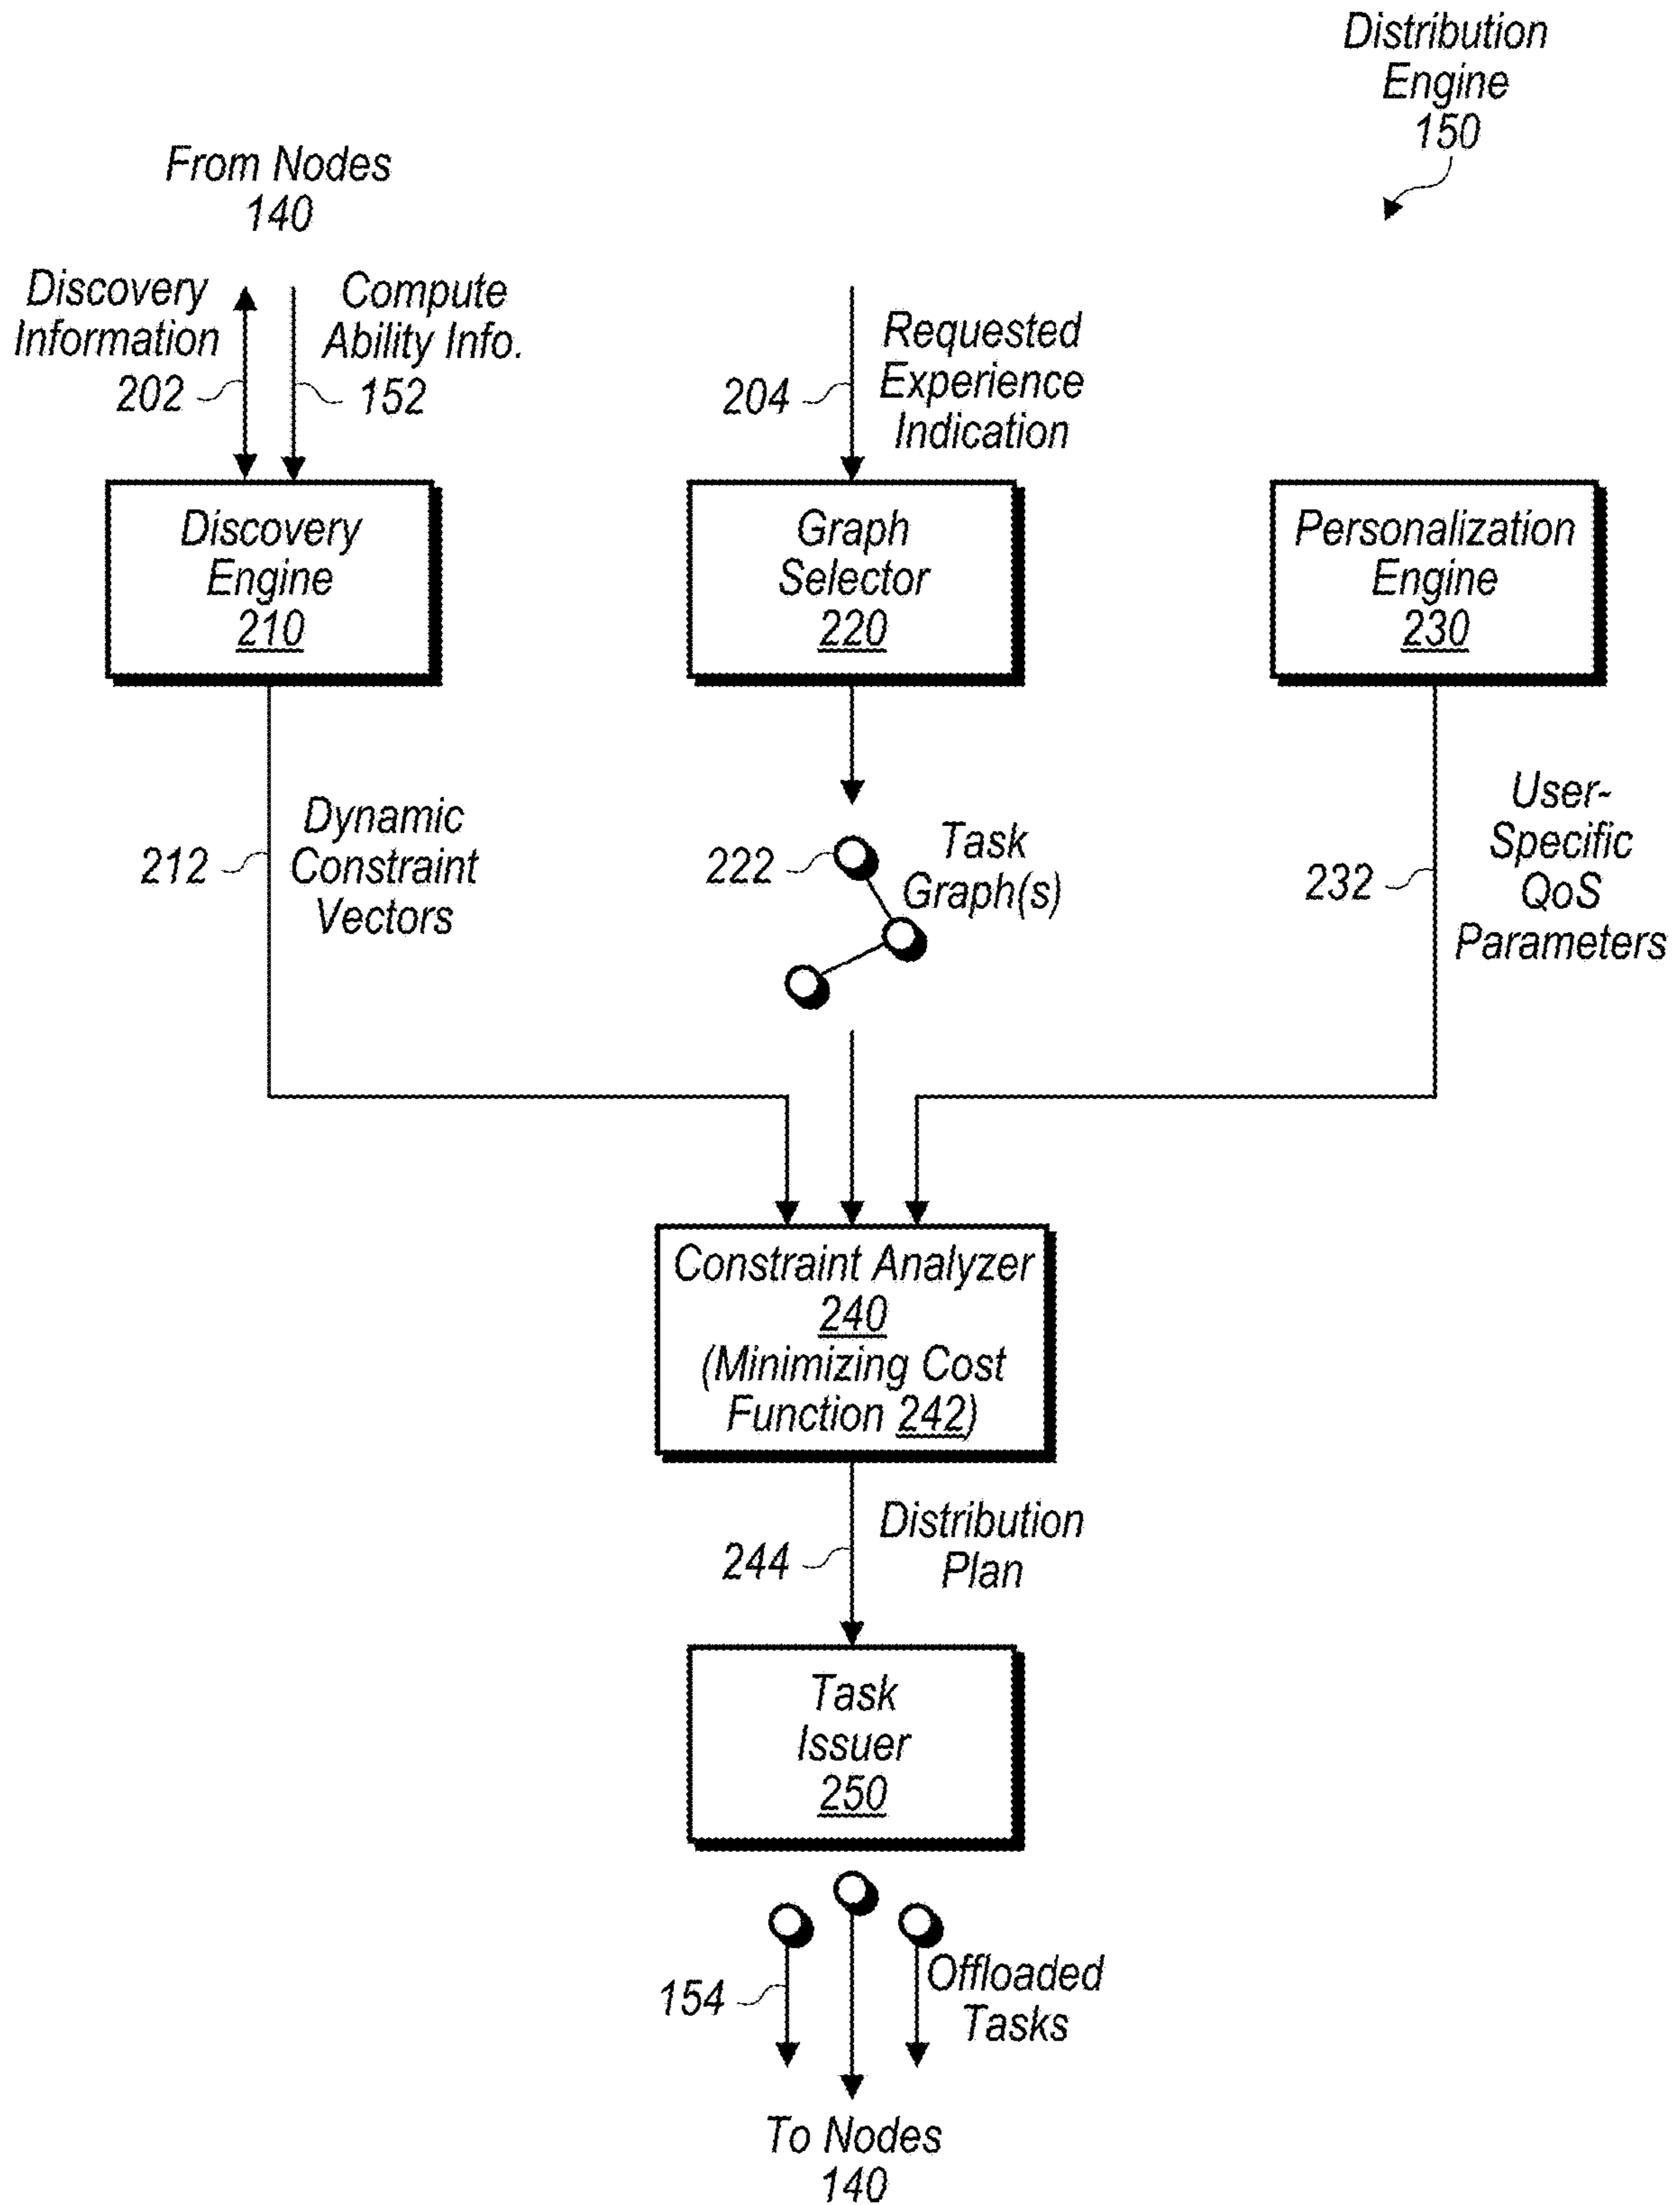 Distribution
Engine
150
From Nodes
140
Discovery
Information
202
Compute
Ability Info.
152
204
Requested
Experience
Indication
Discovery
Engine
210
Graph
Selector
220
Personalization
Engine
230
212
Dynamic
Constraint
Vectors
222
Task
Graph(s)
232
User-
Specific
QoS
Parameters
Constraint Analyzer
240
(Minimizing Cost
Function 242)
244
Distribution
Plan
Task
Issuer
250
154
Offloaded
Tasks
To Nodes
140